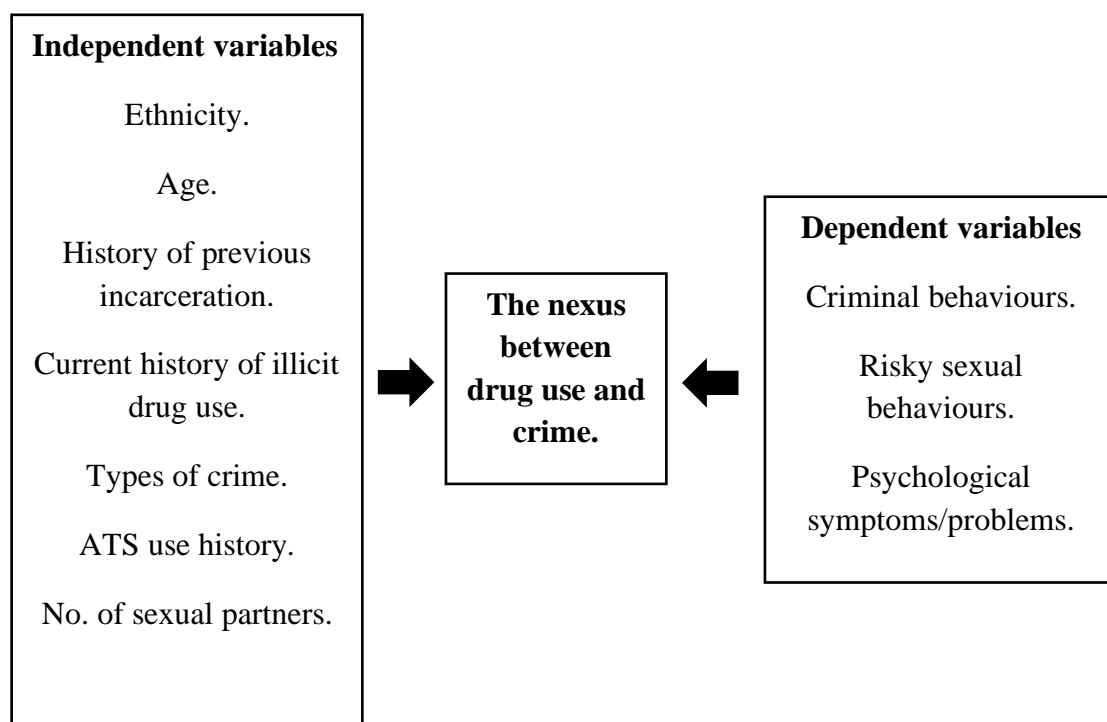 Independent variables
Ethnicity.
Age.
History of previous
incarceration.
Current history of illicit
drug use.
Types of crime.
ATS use history.
No. of sexual partners.
The nexus
between
drug use and
crime.
Dependent variables
Criminal behaviours.
Risky sexual
behaviours.
Psychological
symptoms/problems.